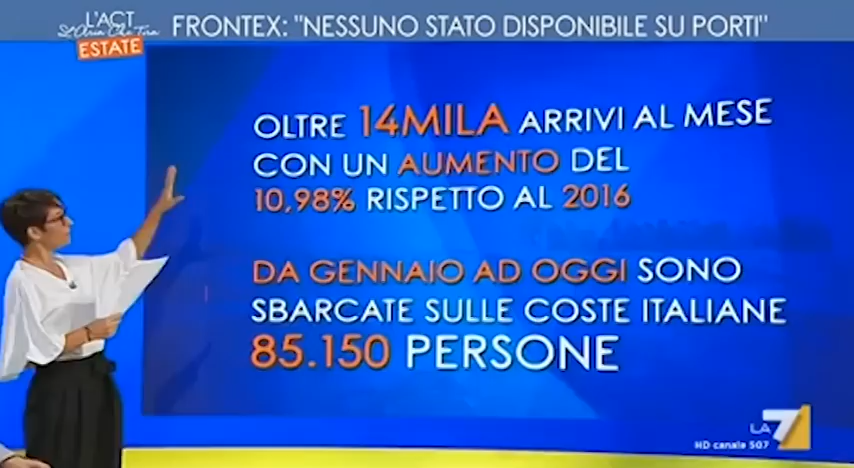 L'ACT
L'Aria Che Tira
ESTATE
FRONTEX: "NESSUNO STATO DISPONIBILE SU PORTI"
OLTRE 14MILA ARRIVI AL MESE
CON UN AUMENTO DEL
10,98% RISPETTO AL 2016
DA GENNAIO AD OGGI SONO
SBARCATE SULLE COSTE ITALIANE
85.150 PERSONE
LA7
HD canale 507